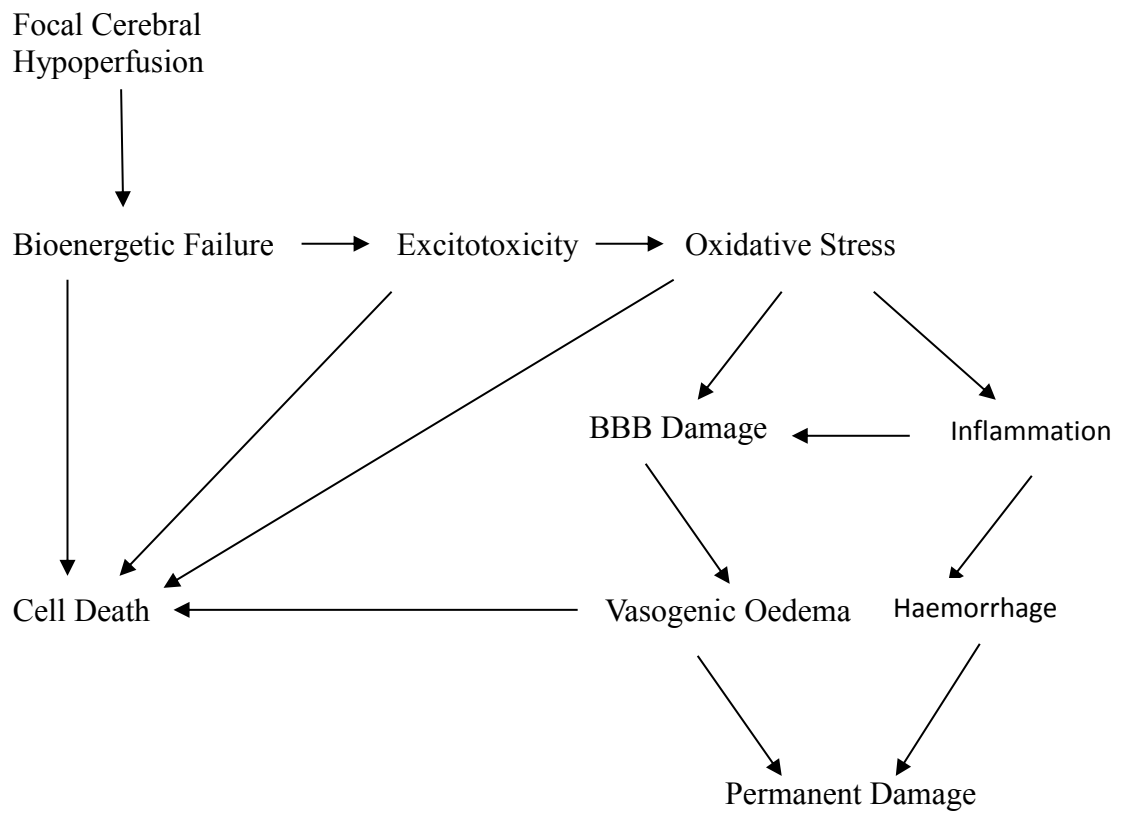 Focal Cerebral
Hypoperfusion
Bioenergetic Failure
Excitotoxicity
Oxidative Stress
BBB Damage
Inflammation
Cell Death
Vasogenic Oedema
Haemorrhage
Permanent Damage